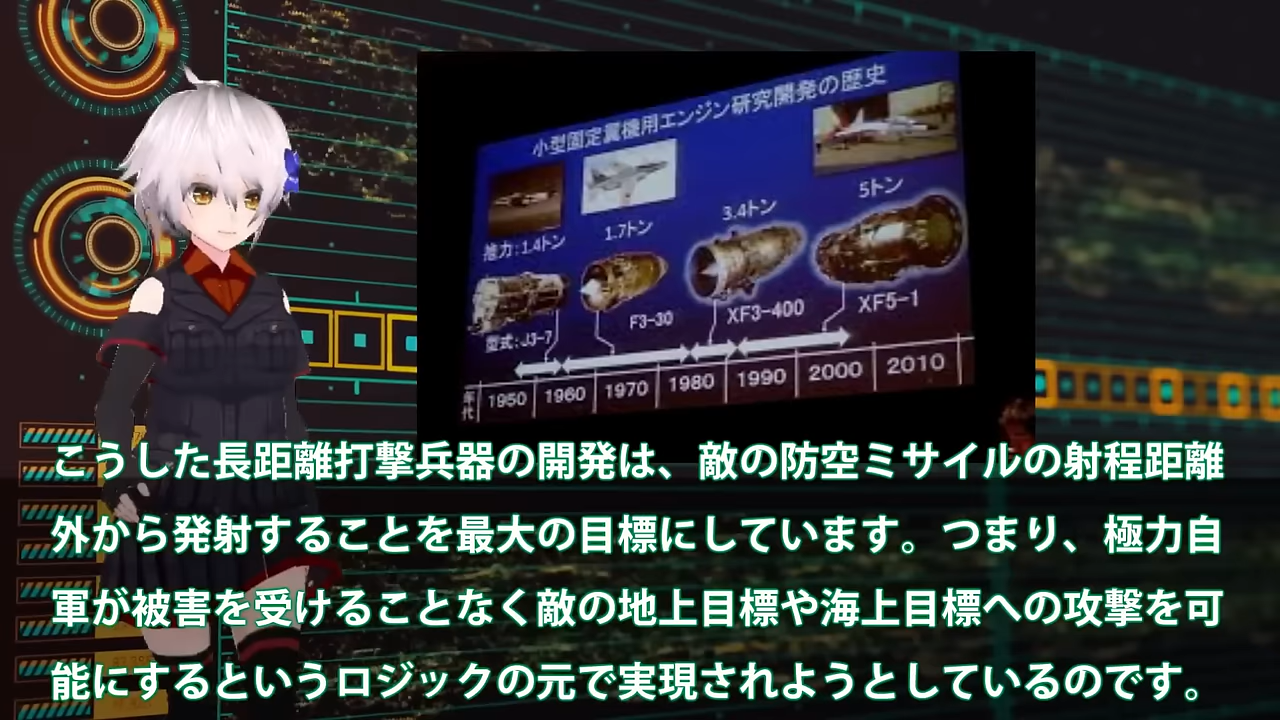 小型固定翼機用エンジン研究開発の歴史
5トン
3.4トン
1.7トン
推力:1.4トン
型式:J3-7
F3-30
XF3-400
XF5-1
年代 1950 1960 1970 1980 1990 2000 2010
こうした長距離打撃兵器の開発は、敵の防空ミサイルの射程距離
外から発射することを最大の目標にしています。つまり、極力自
軍が被害を受けることなく敵の地上目標や海上目標への攻撃を可
能にするというロジックの元で実現されようとしているのです。